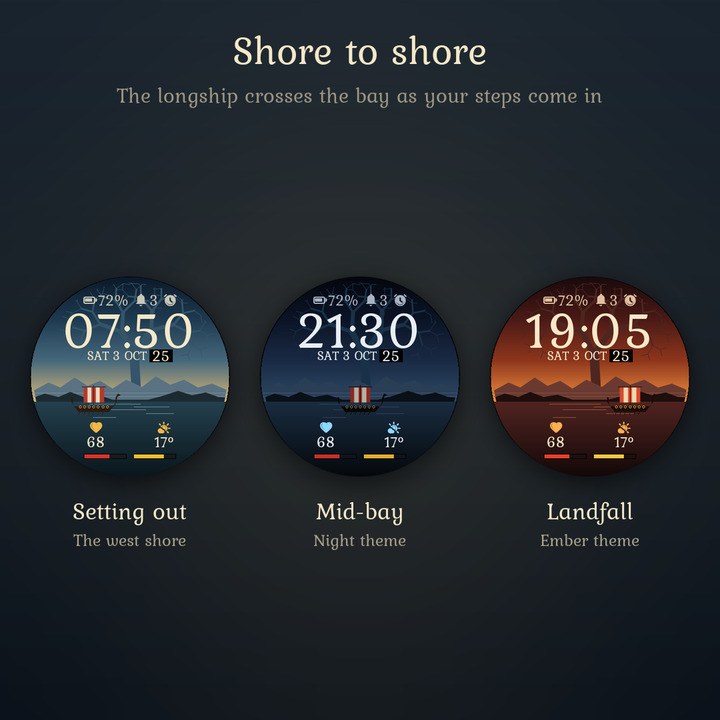 Shore to shore
The longship crosses the bay as your steps come in
72% 3
07:50
SAT 3 OCT 25
68 17°
72% 3
21:30
SAT 3 OCT 25
68 17°
72% 3
19:05
SAT 3 OCT 25
68 17°
Setting out
The west shore
Mid-bay
Night theme
Landfall
Ember theme